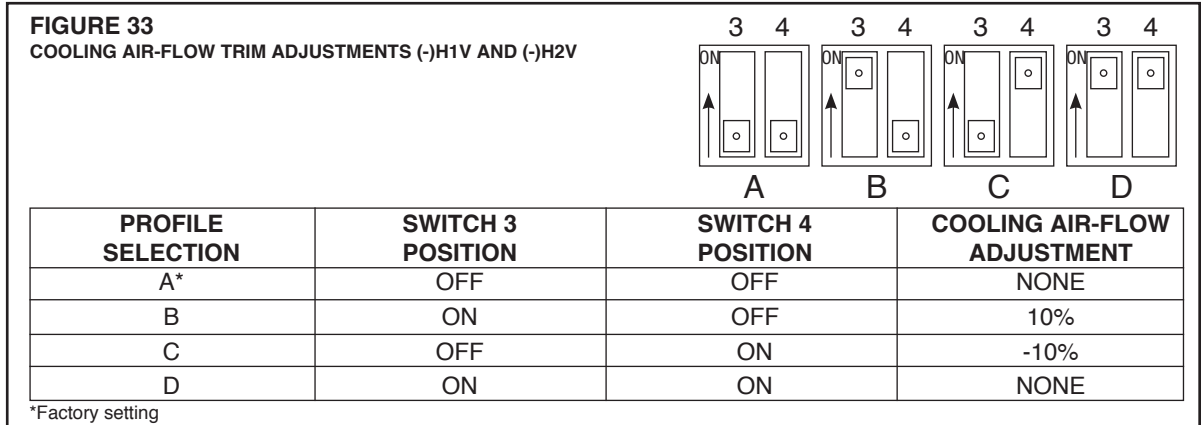 FIGURE 33
COOLING AIR-FLOW TRIM ADJUSTMENTS (-)H1V AND (-)H2V
3 4 3 4 3 4 3 4
ON ON ON ON
A B C D
PROFILE SELECTION SWITCH 3 POSITION SWITCH 4 POSITION COOLING AIR-FLOW ADJUSTMENT
A* OFF OFF NONE
B ON OFF 10%
C OFF ON -10%
D ON ON NONE
*Factory setting